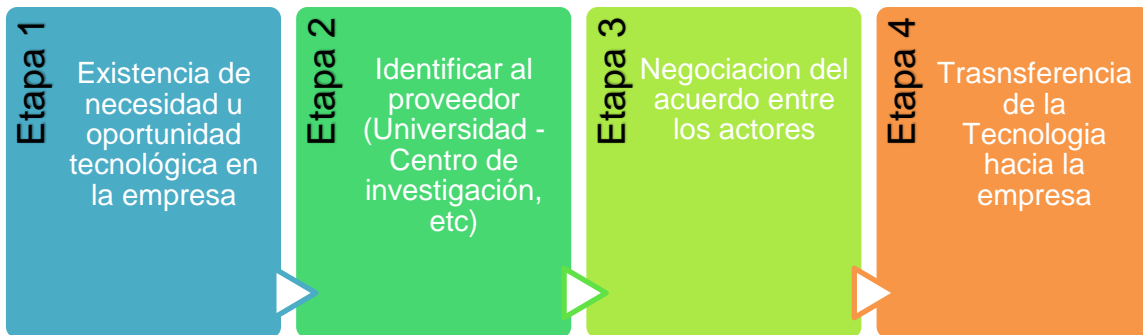 Etapa 1
Existencia de
necesidad u
oportunidad
tecnológica en
la empresa
Etapa 2
Identificar al
proveedor
(Universidad -
Centro de
investigación,
etc)
Etapa 3
Negociacion del
acuerdo entre
los actores
Etapa 4
Trasnsferencia
de la
Tecnologia
hacia la
empresa